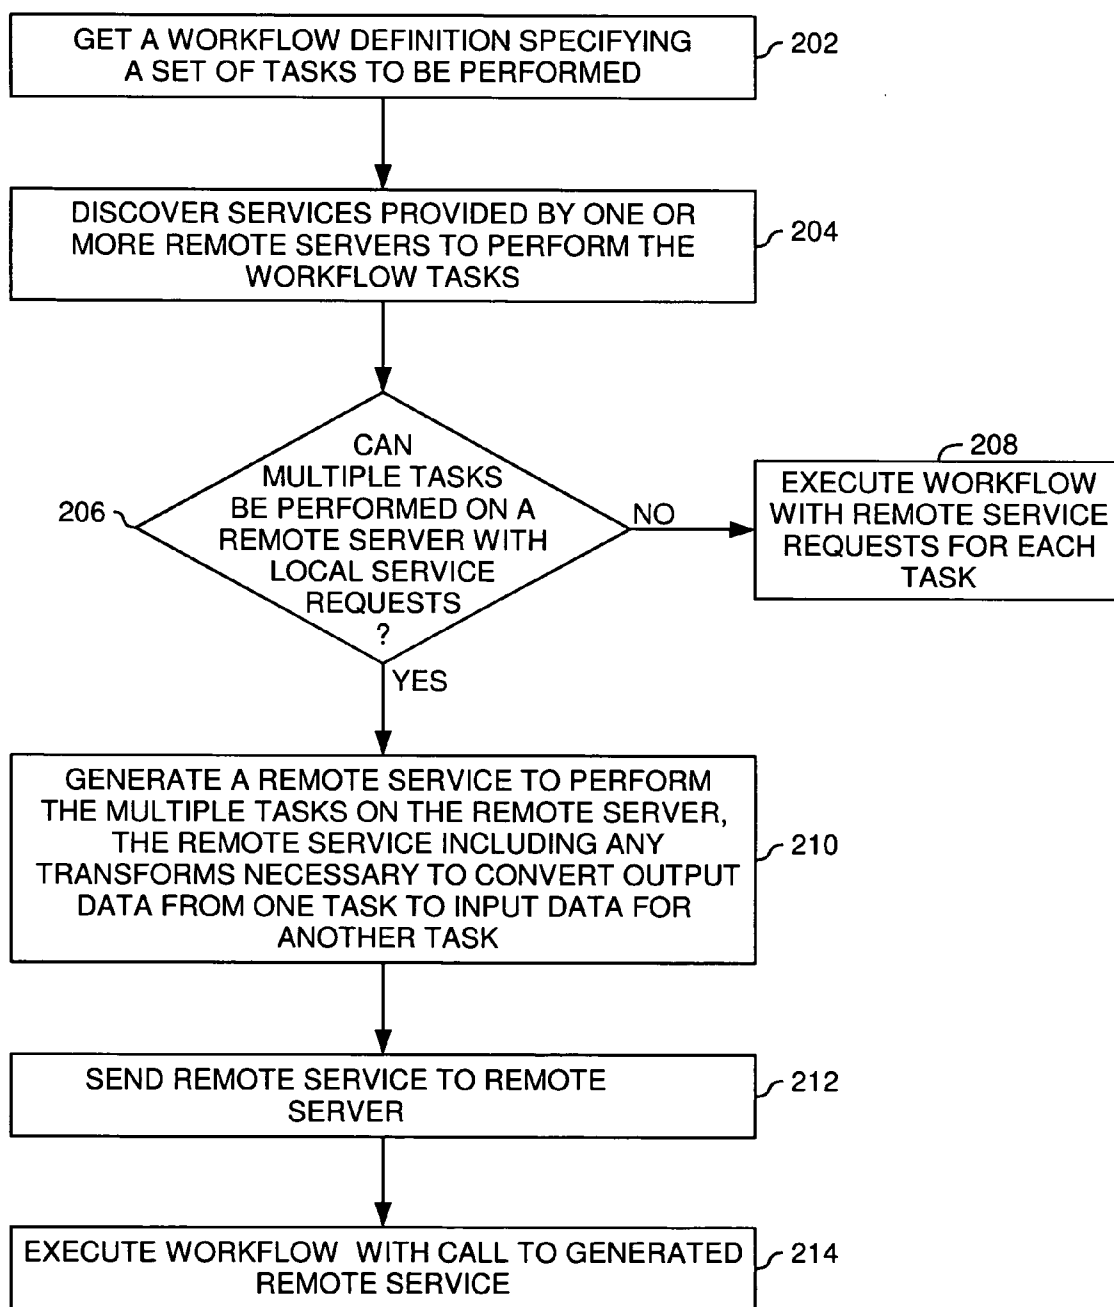 GET A WORKFLOW DEFINITION SPECIFYING
A SET OF TASKS TO BE PERFORMED
202
DISCOVER SERVICES PROVIDED BY ONE OR
MORE REMOTE SERVERS TO PERFORM THE
WORKFLOW TASKS
204
CAN
MULTIPLE TASKS
BE PERFORMED ON A
REMOTE SERVER WITH
LOCAL SERVICE
REQUESTS
?
206
NO
208
EXECUTE WORKFLOW
WITH REMOTE SERVICE
REQUESTS FOR EACH
TASK
YES
GENERATE A REMOTE SERVICE TO PERFORM
THE MULTIPLE TASKS ON THE REMOTE SERVER,
THE REMOTE SERVICE INCLUDING ANY
TRANSFORMS NECESSARY TO CONVERT OUTPUT
DATA FROM ONE TASK TO INPUT DATA FOR
ANOTHER TASK
210
SEND REMOTE SERVICE TO REMOTE
SERVER
212
EXECUTE WORKFLOW WITH CALL TO GENERATED
REMOTE SERVICE
214